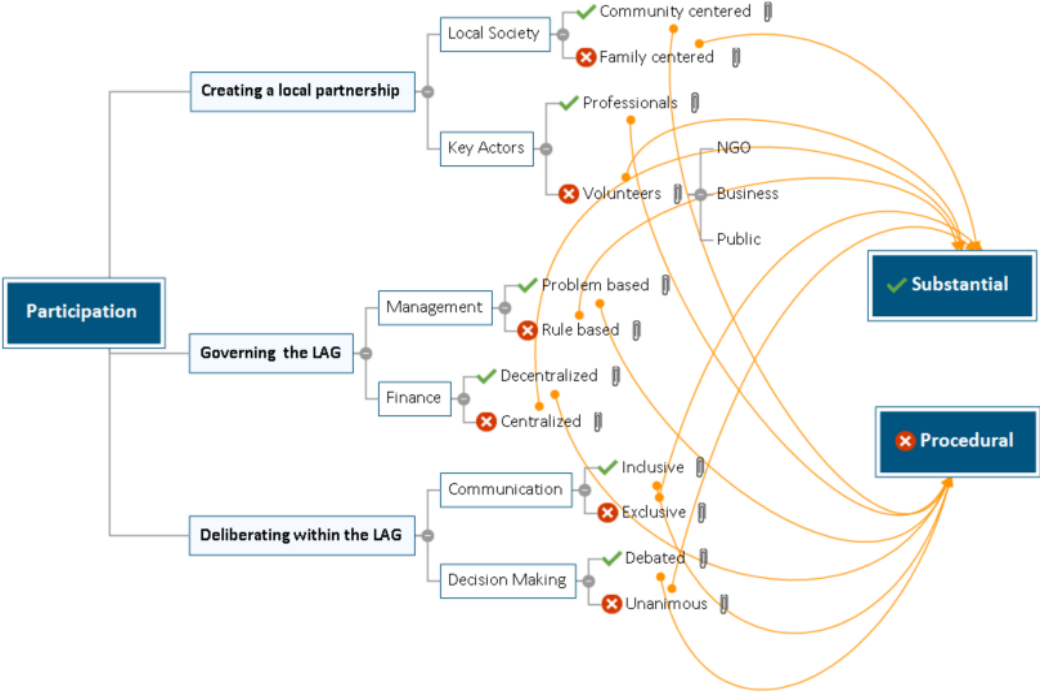 Participation
Creating a local partnership
Local Society
Community centered
Family centered
Key Actors
Professionals
Volunteers
NGO
Business
Public
Governing the LAG
Management
Problem based
Rule based
Finance
Decentralized
Centralized
Deliberating within the LAG
Communication
Inclusive
Exclusive
Decision Making
Debated
Unanimous
Substantial
Procedural